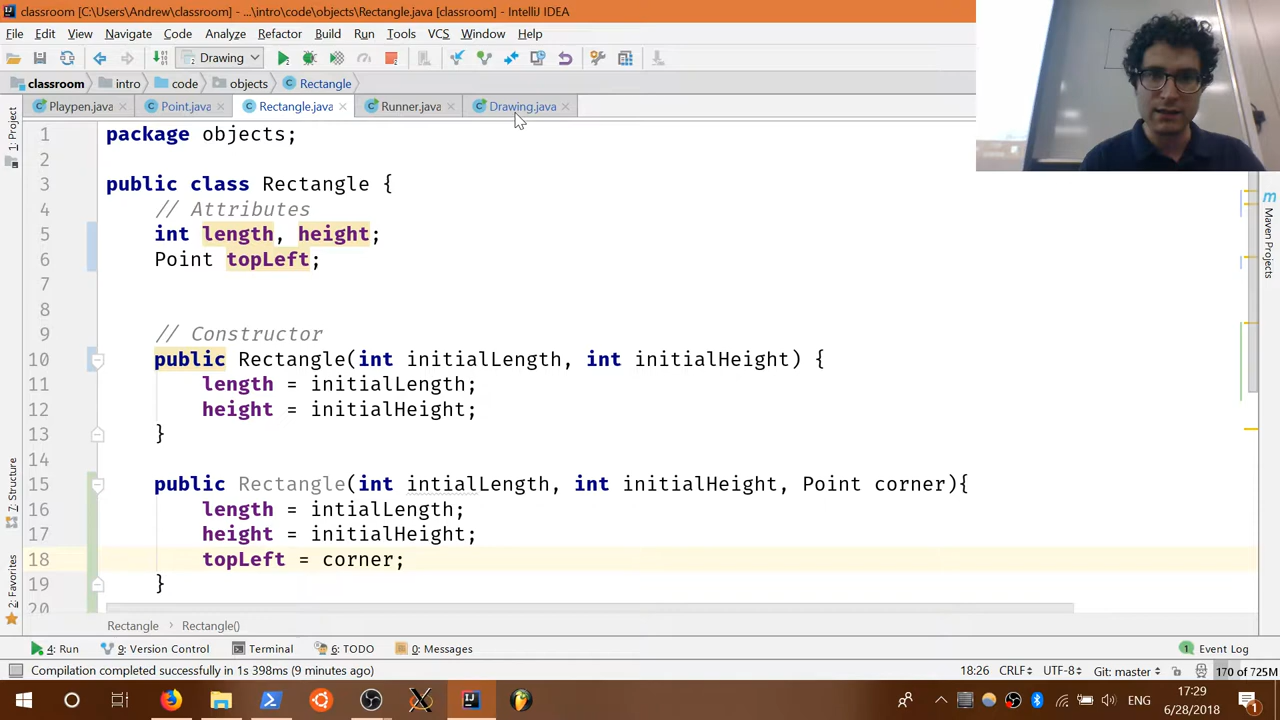 classroom [C:\Users\Andrew\classroom] - ...\intro\code\objects\Rectangle.java [classroom] - IntelliJ IDEA
File Edit View Navigate Code Analyze Refactor Build Run Tools VCS Window Help
Drawing
classroom intro code objects Rectangle
Playpen.java Point.java Rectangle.java Runner.java Drawing.java
1: Project
Maven Projects
7: Structure
2: Favorites
1 package objects;
2
3 public class Rectangle {
4 // Attributes
5 int length, height;
6 Point topLeft;
7
8
9 // Constructor
10 public Rectangle(int initialLength, int initialHeight) {
11 length = initialLength;
12 height = initialHeight;
13 }
14
15 public Rectangle(int intialLength, int initialHeight, Point corner){
16 length = intialLength;
17 height = initialHeight;
18 topLeft = corner;
19 }
20
Rectangle Rectangle()
4: Run 9: Version Control Terminal 6: TODO 0: Messages 1 Event Log
Compilation completed successfully in 1s 398ms (9 minutes ago) 18:26 CRLF UTF-8 Git: master 170 of 725M
ENG 17:29
6/28/2018
1